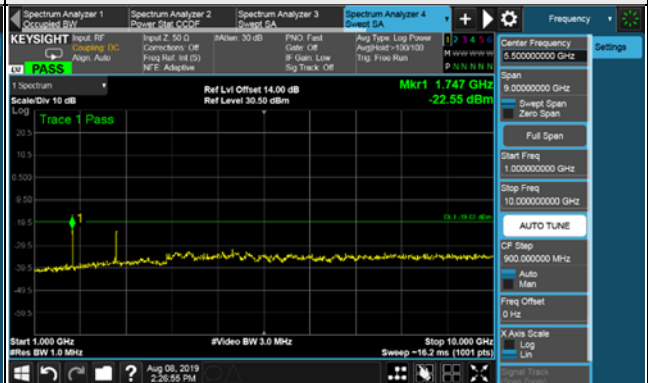 Spectrum Analyzer 1
Occupied BW
Spectrum Analyzer 2
Power Stat CCDF
Spectrum Analyzer 3
Swept SA
Spectrum Analyzer 4
Swept SA
Frequency
KEYSIGHT
Input: RF
Coupling: DC
Align: Auto
Input Z: 50 Ω
Corrections: Off
Freq Ref: Int (S)
NFE: Adaptive
#Atten: 30 dB
PNO: Fast
Gate: Off
IF Gain: Low
Sig Track: Off
Avg Type: Log Power
Avg|Hold:>100/100
Trig: Free Run
1 2 3 4 5 6
M W W W W W
P N N N N N
LXI
PASS
1 Spectrum
Scale/Div 10 dB
Log
Ref Lvl Offset 14.00 dB
Ref Level 30.50 dBm
Mkr1 1.747 GHz
-22.55 dBm
Trace 1 Pass
20.5
10.5
0.500
-9.50
-19.5
-29.5
-39.5
-49.5
-59.5
1
Start 1.000 GHz
#Res BW 1.0 MHz
#Video BW 3.0 MHz
Stop 10.000 GHz
Sweep ~16.2 ms (1001 pts)
Center Frequency
5.500000000 GHz
Settings
Span
9.00000000 GHz
Swept Span
Zero Span
Full Span
Start Freq
1.000000000 GHz
Stop Freq
10.000000000 GHz
AUTO TUNE
CF Step
900.000000 MHz
Auto
Man
Freq Offset
0 Hz
X Axis Scale
Log
Lin
Signal Track
Aug 08, 2019
2:26:55 PM